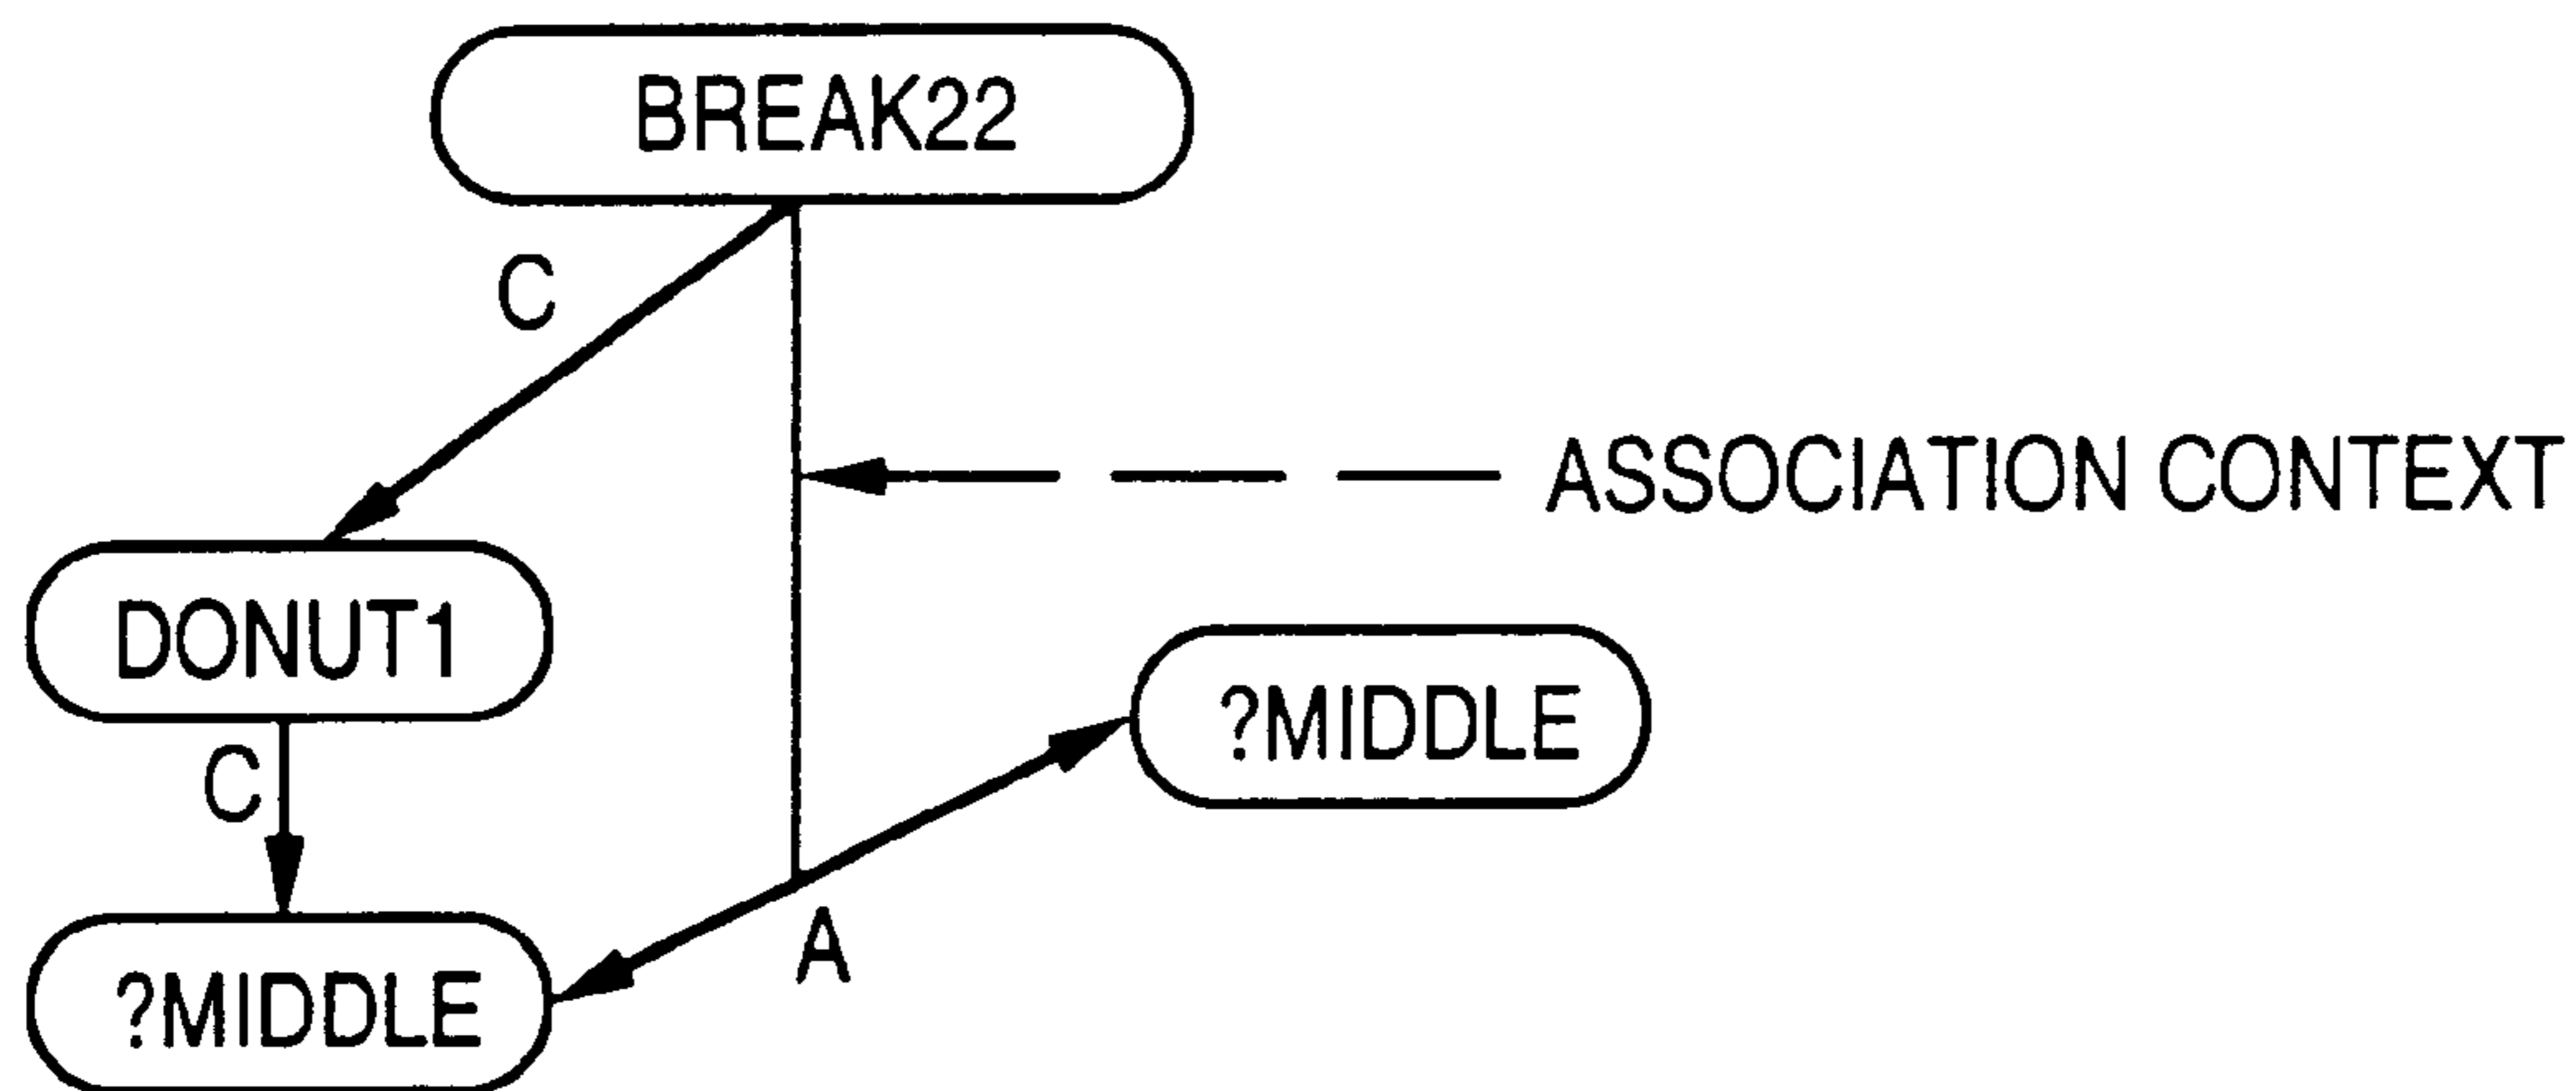 BREAK22
C
ASSOCIATION CONTEXT
DONUT1
?MIDDLE
C
A
?MIDDLE